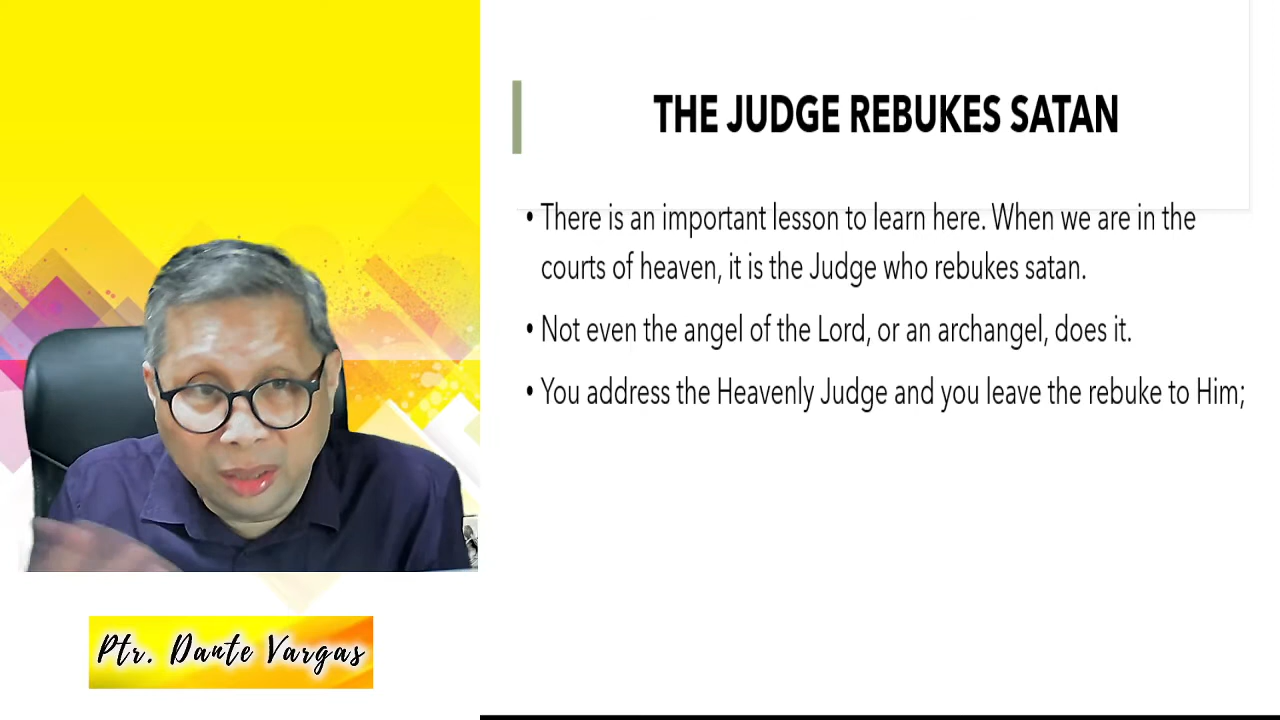 THE JUDGE REBUKES SATAN
• There is an important lesson to learn here. When we are in the
courts of heaven, it is the Judge who rebukes satan.
• Not even the angel of the Lord, or an archangel, does it.
• You address the Heavenly Judge and you leave the rebuke to Him;
Ptr. Dante Vargas